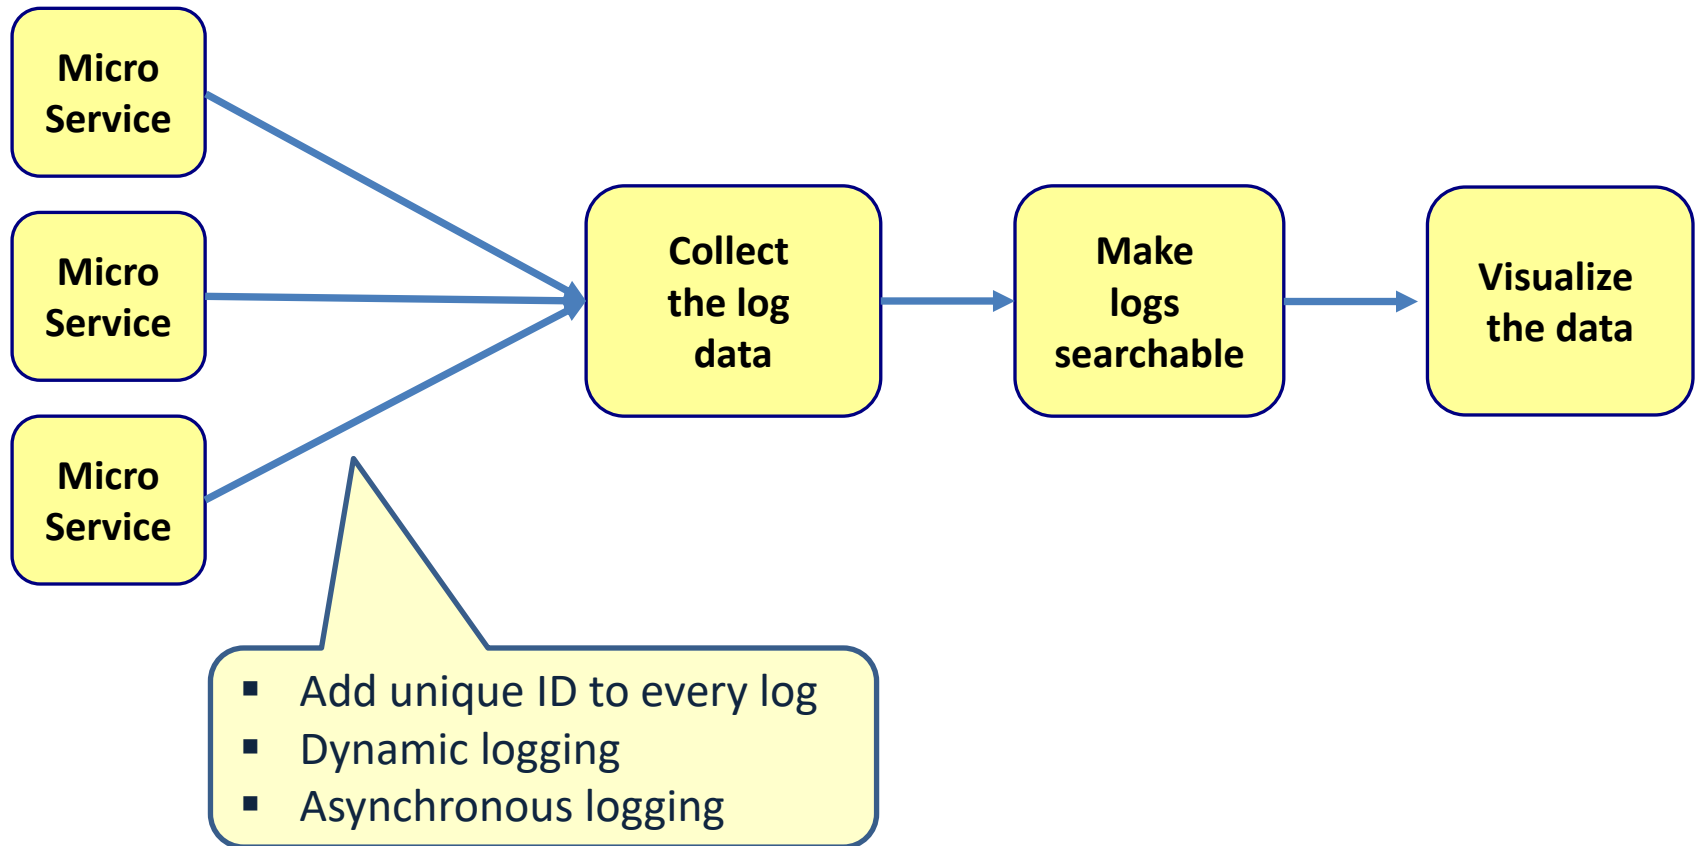 Micro
Service
Micro
Service
Micro
Service
Collect
the log
data
Make
logs
searchable
Visualize
the data
▪ Add unique ID to every log
▪ Dynamic logging
▪ Asynchronous logging